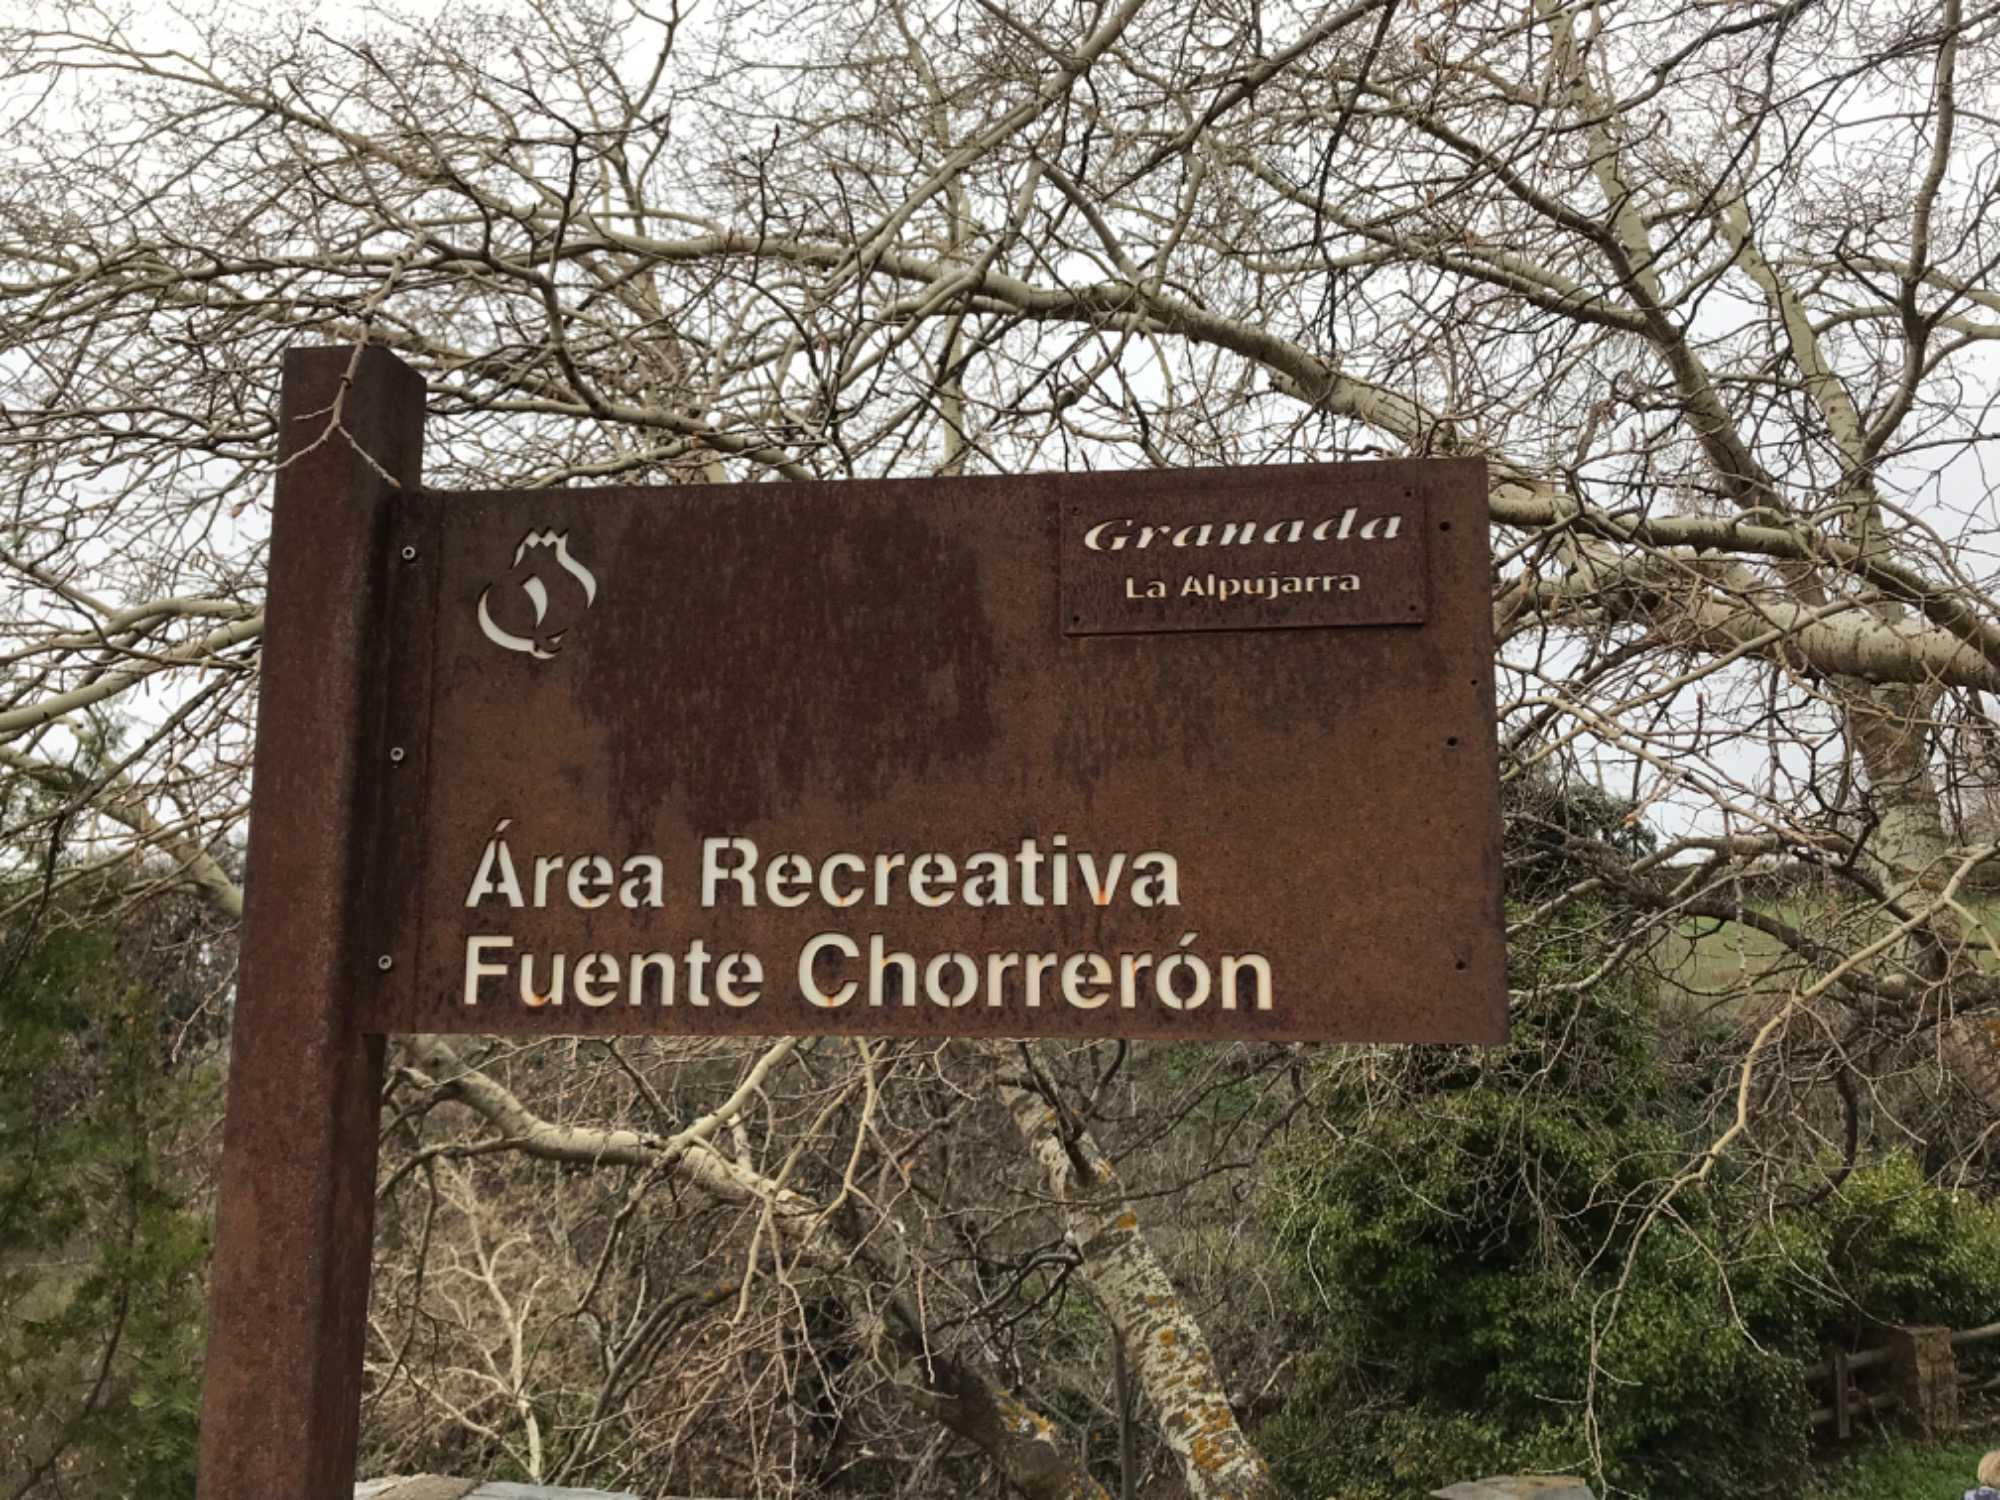 Granada
La Alpujarra
Área Recreativa
Fuente Chorrerón